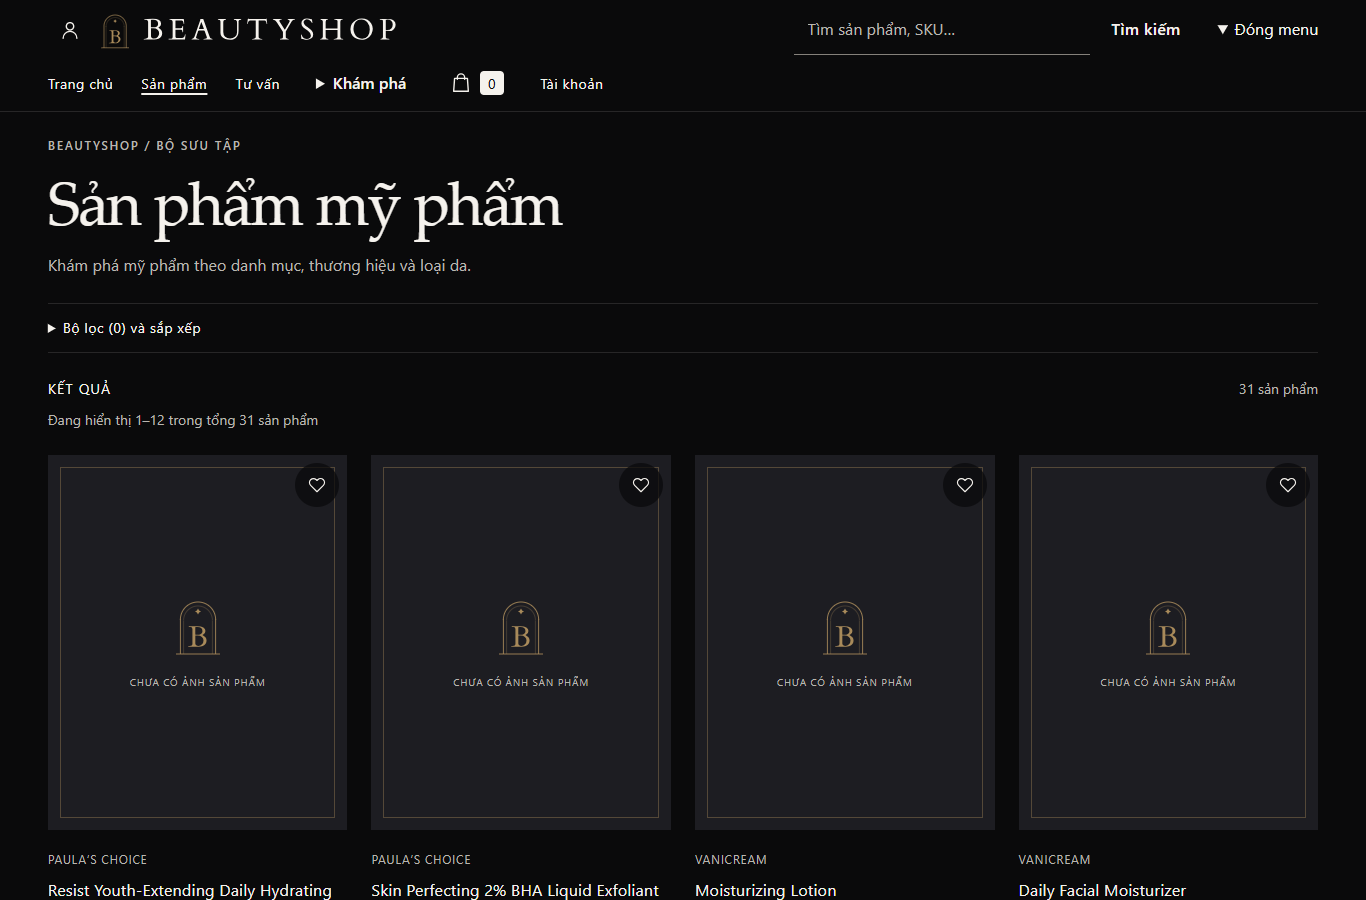 B BEAUTYSHOP
Tìm sản phẩm, SKU...
Tìm kiếm
Đóng menu
Trang chủ
Sản phẩm
Tư vấn
Khám phá
0
Tài khoản
BEAUTYSHOP / BỘ SƯU TẬP
Sản phẩm mỹ phẩm
Khám phá mỹ phẩm theo danh mục, thương hiệu và loại da.
Bộ lọc (0) và sắp xếp
KẾT QUẢ
31 sản phẩm
Đang hiển thị 1–12 trong tổng 31 sản phẩm
B
CHƯA CÓ ẢNH SẢN PHẨM
B
CHƯA CÓ ẢNH SẢN PHẨM
B
CHƯA CÓ ẢNH SẢN PHẨM
B
CHƯA CÓ ẢNH SẢN PHẨM
PAULA'S CHOICE
Resist Youth-Extending Daily Hydrating
PAULA'S CHOICE
Skin Perfecting 2% BHA Liquid Exfoliant
VANICREAM
Moisturizing Lotion
VANICREAM
Daily Facial Moisturizer